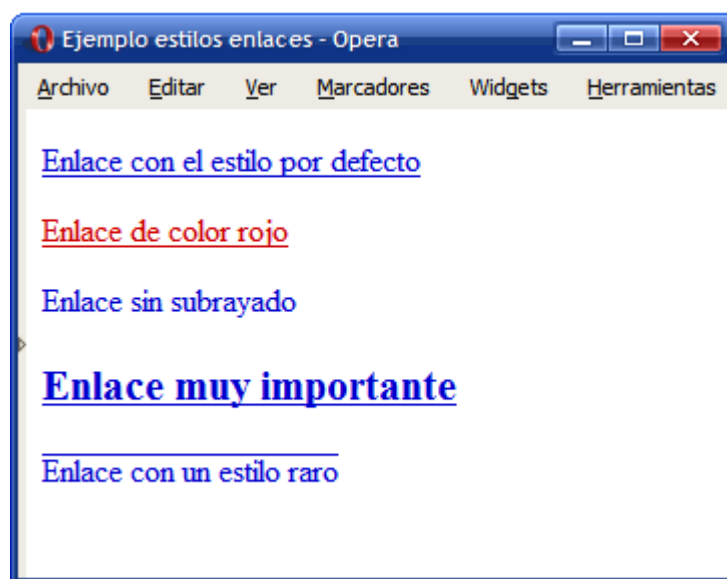 Ejemplo estilos enlaces - Opera
Archivo Editar Ver Marcadores Widgets Herramientas
Enlace con el estilo por defecto
Enlace de color rojo
Enlace sin subrayado
Enlace muy importante
Enlace con un estilo raro